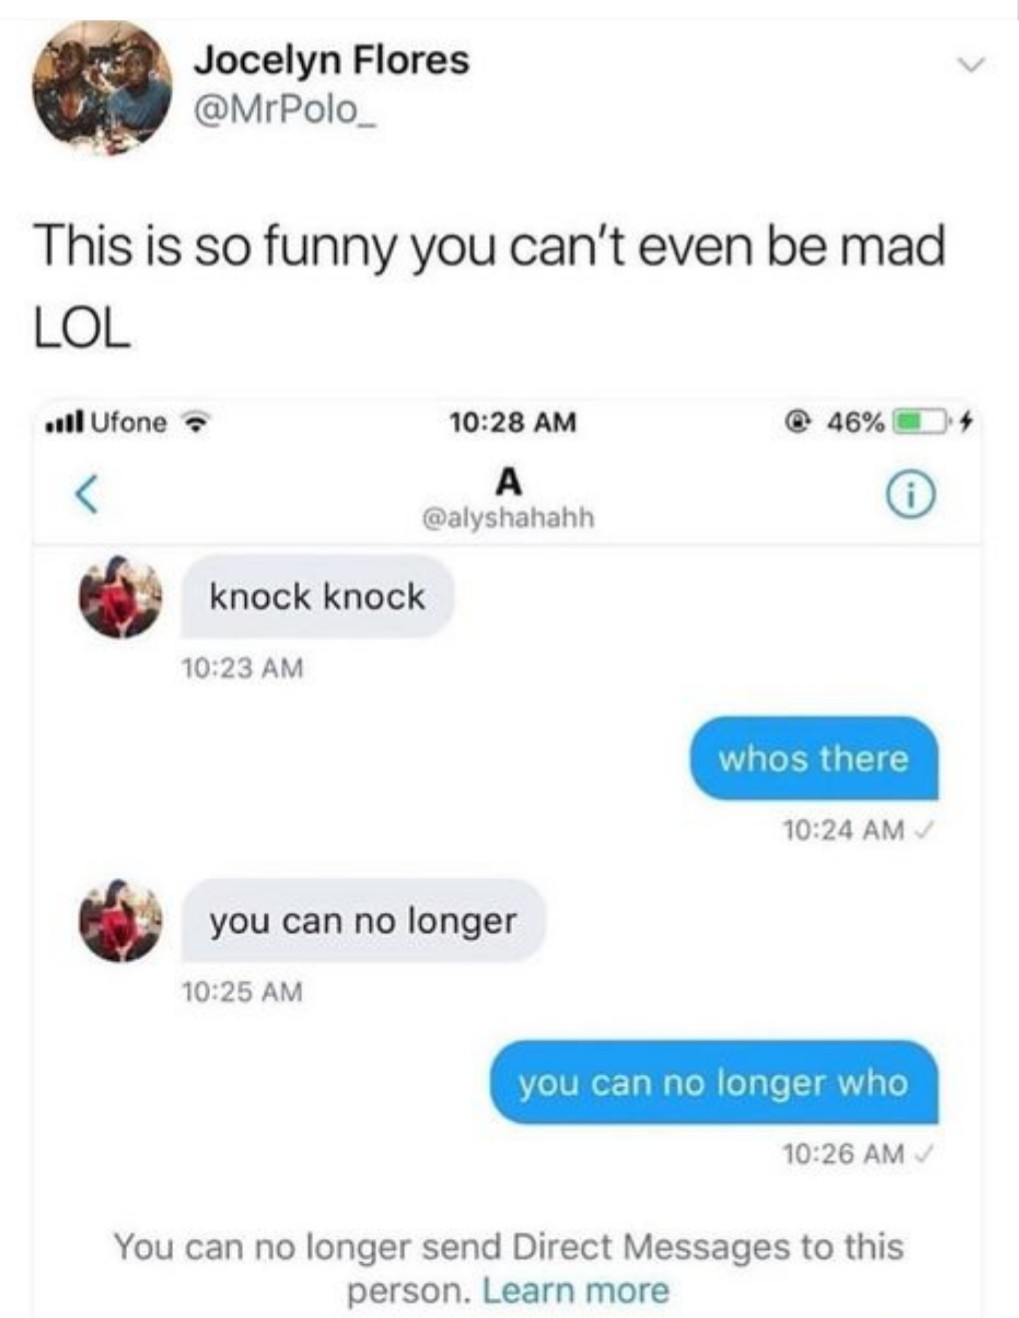 Jocelyn Flores
@MrPolo_
This is so funny you can't even be mad
LOL
Ufone 10:28 AM 46%
A
@alyshahahh
knock knock
10:23 AM
whos there
10:24 AM ✓
you can no longer
10:25 AM
you can no longer who
10:26 AM ✓
You can no longer send Direct Messages to this
person. Learn more